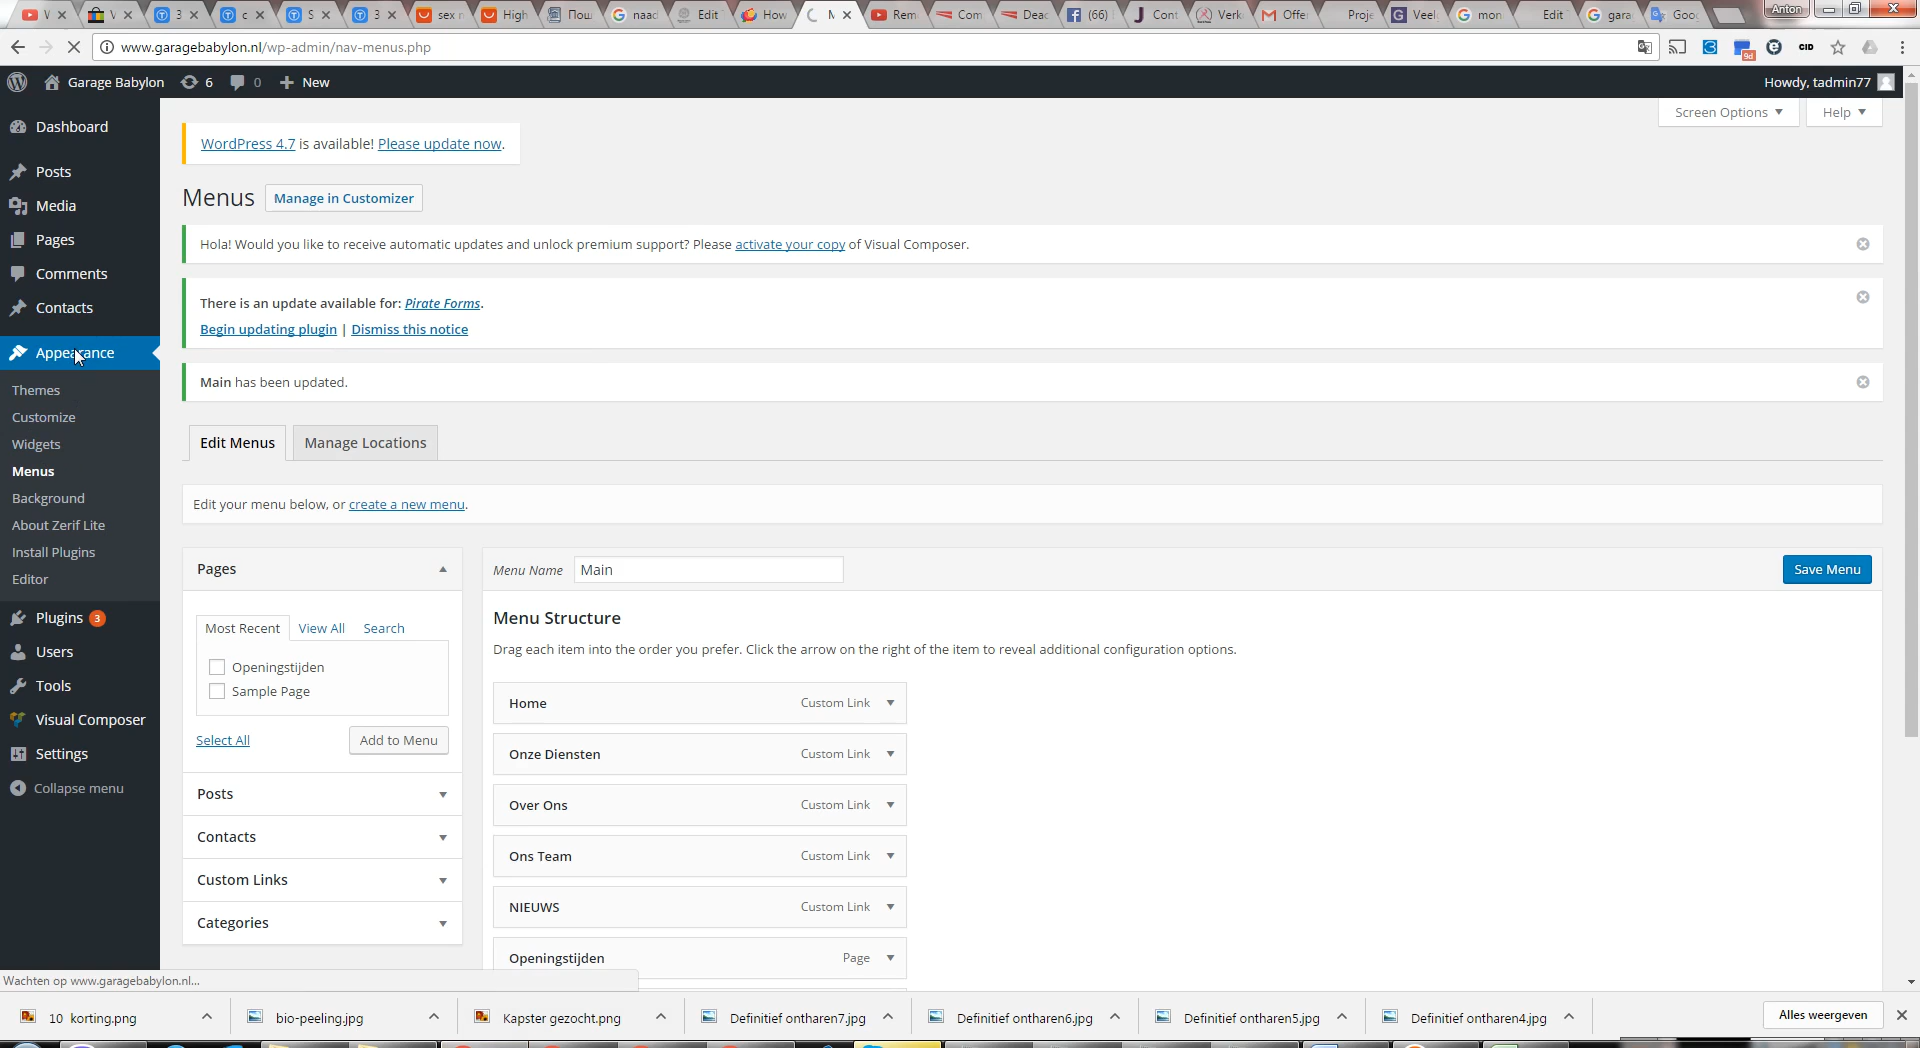 Anton
www.garagebabylon.nl/wp-admin/nav-menus.php
Garage Babylon
6
0
New
Howdy, tadmin77
Screen Options
Help
Dashboard
Posts
Media
Pages
Comments
Contacts
Appearance
Themes
Customize
Widgets
Menus
Background
About Zerif Lite
Install Plugins
Editor
Plugins 3
Users
Tools
Visual Composer
Settings
Collapse menu
WordPress 4.7 is available! Please update now.
Menus
Manage in Customizer
Hola! Would you like to receive automatic updates and unlock premium support? Please activate your copy of Visual Composer.
There is an update available for: Pirate Forms.
Begin updating plugin | Dismiss this notice
Main has been updated.
Edit Menus
Manage Locations
Edit your menu below, or create a new menu.
Pages
Most Recent
View All
Search
Openingstijden
Sample Page
Select All
Add to Menu
Posts
Contacts
Custom Links
Categories
Menu Name
Main
Save Menu
Menu Structure
Drag each item into the order you prefer. Click the arrow on the right of the item to reveal additional configuration options.
Home Custom Link
Onze Diensten Custom Link
Over Ons Custom Link
Ons Team Custom Link
NIEUWS Custom Link
Openingstijden Page
Wachten op www.garagebabylon.nl...
10 korting.png
bio-peeling.jpg
Kapster gezocht.png
Definitief ontharen7.jpg
Definitief ontharen6.jpg
Definitief ontharen5.jpg
Definitief ontharen4.jpg
Alles weergeven